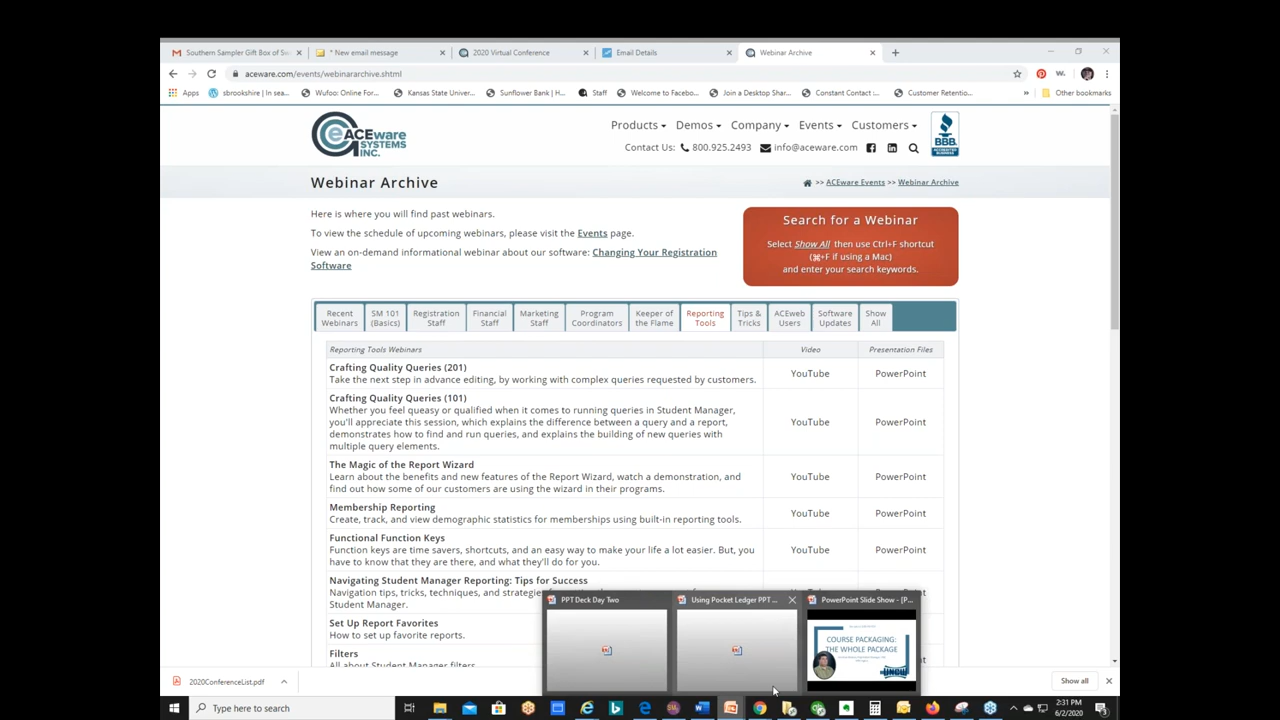 Southern Sampler Gift Box of Sw
* New email message
2020 Virtual Conference
Email Details
Webinar Archive
aceware.com/events/webinararchive.shtml
Apps
sbrookshire (In sea...
Wufoo: Online For...
Kansas State Univer...
Sunflower Bank | H...
Staff
Welcome to Facebo...
Join a Desktop Shar...
Constant Contact :...
Customer Retentio...
»
Other bookmarks
ACEware
SYSTEMS
INC.
Products
Demos
Company
Events
Customers
BBB
Contact Us: 800.925.2493 info@aceware.com
Webinar Archive
>> ACEware Events >> Webinar Archive
Here is where you will find past webinars.
To view the schedule of upcoming webinars, please visit the Events page.
View an on-demand informational webinar about our software: Changing Your Registration
Software
Search for a Webinar
Select Show All then use Ctrl+F shortcut
(⌘+F if using a Mac)
and enter your search keywords.
Recent
Webinars
SM 101
(Basics)
Registration
Staff
Financial
Staff
Marketing
Staff
Program
Coordinators
Keeper of
the Flame
Reporting
Tools
Tips &
Tricks
ACEweb
Users
Software
Updates
Show
All
Reporting Tools Webinars
Video
Presentation Files
Crafting Quality Queries (201)
Take the next step in advance editing, by working with complex queries requested by customers.
YouTube
PowerPoint
Crafting Quality Queries (101)
Whether you feel queasy or qualified when it comes to running queries in Student Manager,
you'll appreciate this session, which explains the difference between a query and a report,
demonstrates how to find and run queries, and explains the building of new queries with
multiple query elements.
YouTube
PowerPoint
The Magic of the Report Wizard
Learn about the benefits and new features of the Report Wizard, watch a demonstration, and
find out how some of our customers are using the wizard in their programs.
YouTube
PowerPoint
Membership Reporting
Create, track, and view demographic statistics for memberships using built-in reporting tools.
YouTube
PowerPoint
Functional Function Keys
Function keys are time savers, shortcuts, and an easy way to make your life a lot easier. But, you
have to know that they are there, and what they'll do for you.
YouTube
PowerPoint
Navigating Student Manager Reporting: Tips for Success
Navigation tips, tricks, techniques, and
Student Manager.
Set Up Report Favorites
How to set up favorite reports.
Filters
All about Student Manager filters.
PPT Deck Day Two
Using Pocket Ledger PPT ...
PowerPoint Slide Show - [P...
COURSE PACKAGING:
THE WHOLE PACKAGE
UNCW
2020ConferenceList.pdf
Show all
Type here to search
2:31 PM
6/2/2020